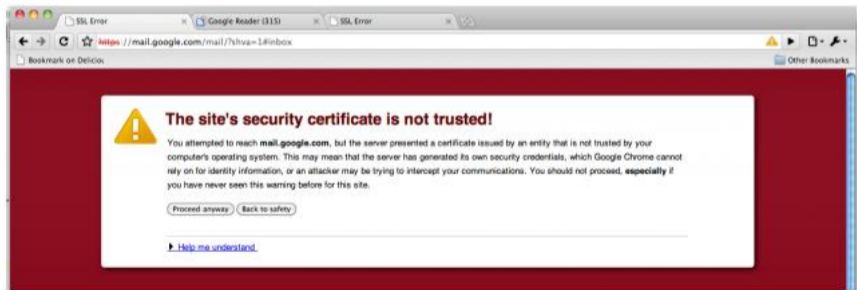 SSL Error
Google Reader (315)
SSL Error
https://mail.google.com/mail/?shva=1#inbox
Bookmark on Deliciou
Other Bookmarks
The site's security certificate is not trusted!
You attempted to reach mail.google.com, but the server presented a certificate issued by an entity that is not trusted by your
computer's operating system. This may mean that the server has generated its own security credentials, which Google Chrome cannot
rely on for identity information, or an attacker may be trying to intercept your communications. You should not proceed, especially if
you have never seen this warning before for this site.
Proceed anyway Back to safety
Help me understand